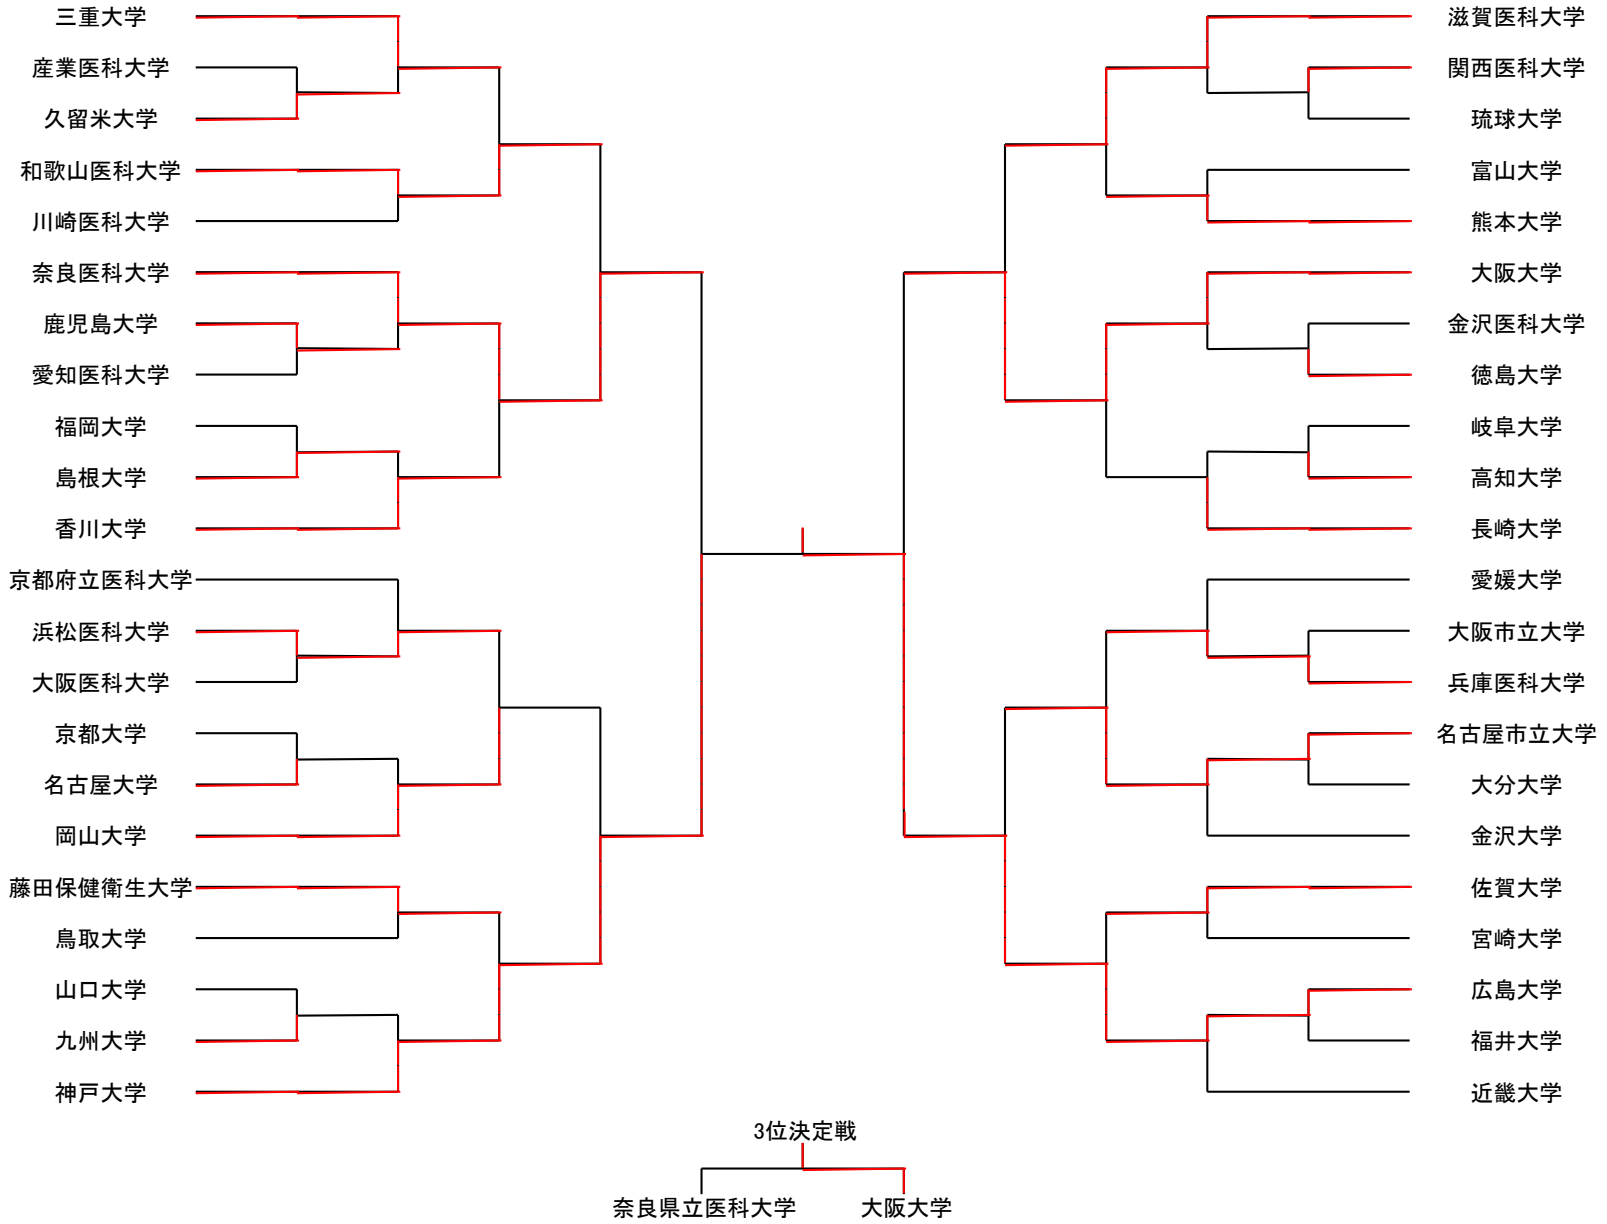 三重大学
産業医科大学
久留米大学
和歌山医科大学
川崎医科大学
奈良医科大学
鹿児島大学
愛知医科大学
福岡大学
島根大学
香川大学
京都府立医科大学
浜松医科大学
大阪医科大学
京都大学
名古屋大学
岡山大学
藤田保健衛生大学
鳥取大学
山口大学
九州大学
神戸大学
滋賀医科大学
関西医科大学
琉球大学
富山大学
熊本大学
大阪大学
金沢医科大学
徳島大学
岐阜大学
高知大学
長崎大学
愛媛大学
大阪市立大学
兵庫医科大学
名古屋市立大学
大分大学
金沢大学
佐賀大学
宮崎大学
広島大学
福井大学
近畿大学
3位決定戦
奈良県立医科大学
大阪大学